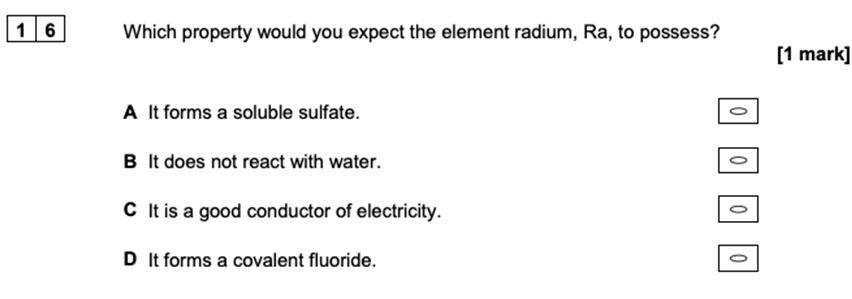 1 6 Which property would you expect the element radium, Ra, to possess?
[1 mark]
A It forms a soluble sulfate.
B It does not react with water.
C It is a good conductor of electricity.
D It forms a covalent fluoride.